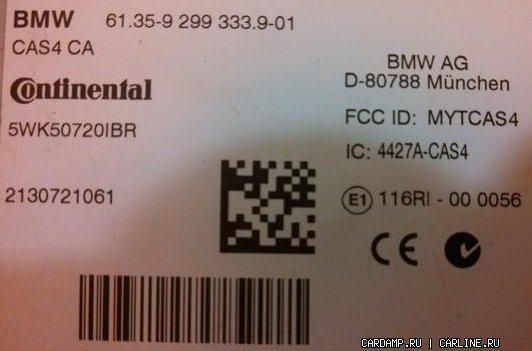 BMW 61.35-9 299 333.9-01
CAS4 CA
Continental
5WK50720IBR
2130721061
BMW AG
D-80788 München
FCC ID: MYTCAS4
IC: 4427A-CAS4
E1 116RI - 00 0056
CE
CARDAMP.RU | CARLINE.RU